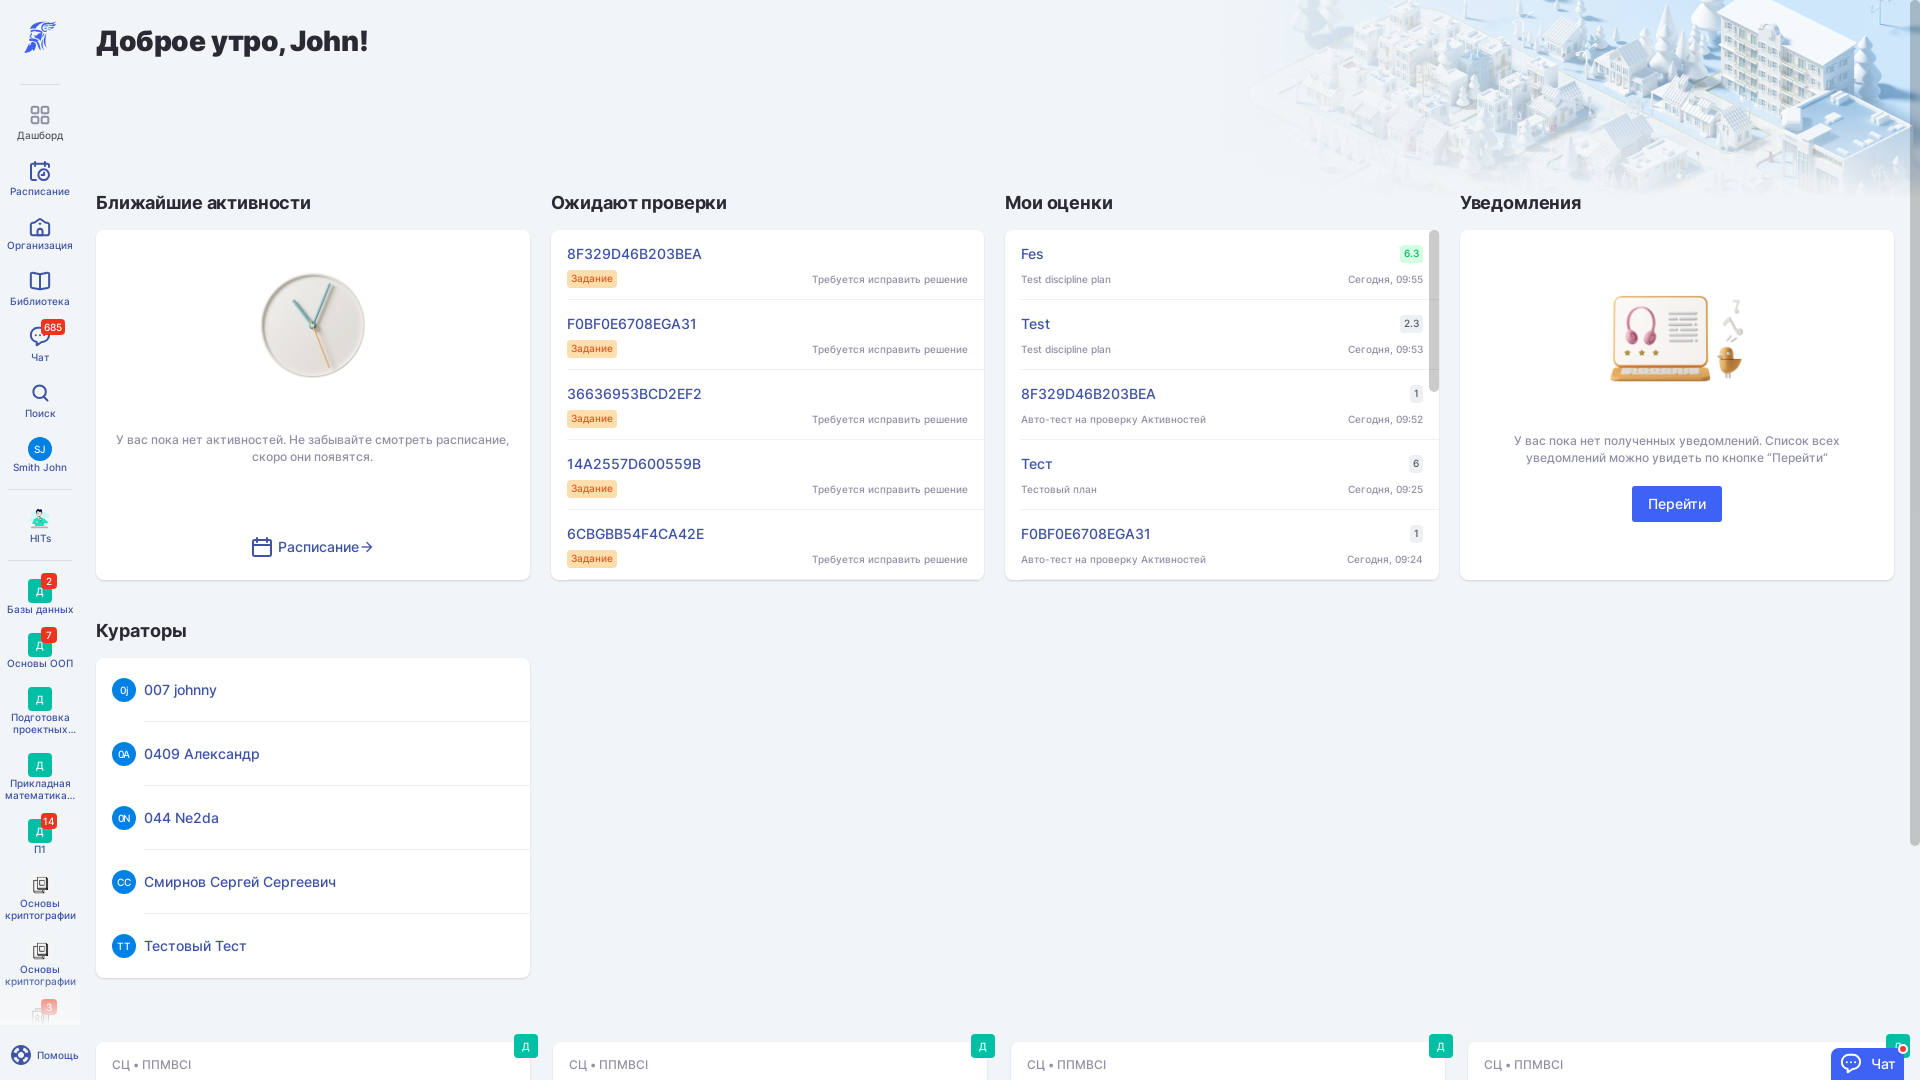 Доброе утро, John!
Дашборд
Расписание
Организация
Библиотека
685
Чат
Поиск
SJ
Smith John
HITs
2
Д
Базы данных
7
Д
Основы ООП
Д
Подготовка
проектных...
Д
Прикладная
математика...
14
Д
П1
Основы
криптографии
Основы
криптографии
3
Помощь
Ближайшие активности
У вас пока нет активностей. Не забывайте смотреть расписание,
скоро они появятся.
Расписание
Ожидают проверки
8F329D46B203BEA
Задание Требуется исправить решение
F0BF0E6708EGA31
Задание Требуется исправить решение
36636953BCD2EF2
Задание Требуется исправить решение
14A2557D600559B
Задание Требуется исправить решение
6CBGBB54F4CA42E
Задание Требуется исправить решение
Мои оценки
Fes 6.3
Test discipline plan Сегодня, 09:55
Test 2.3
Test discipline plan Сегодня, 09:53
8F329D46B203BEA 1
Авто-тест на проверку Активностей Сегодня, 09:52
Тест 6
Тестовый план Сегодня, 09:25
F0BF0E6708EGA31 1
Авто-тест на проверку Активностей Сегодня, 09:24
Уведомления
У вас пока нет полученных уведомлений. Список всех
уведомлений можно увидеть по кнопке “Перейти”
Перейти
Кураторы
0j 007 johnny
0А 0409 Александр
0N 044 Ne2da
СС Смирнов Сергей Сергеевич
ТТ Тестовый Тест
Д
СЦ • ППМВСІ
Д
СЦ • ППМВСІ
Д
СЦ • ППМВСІ
СЦ • ППМВСІ
Чат